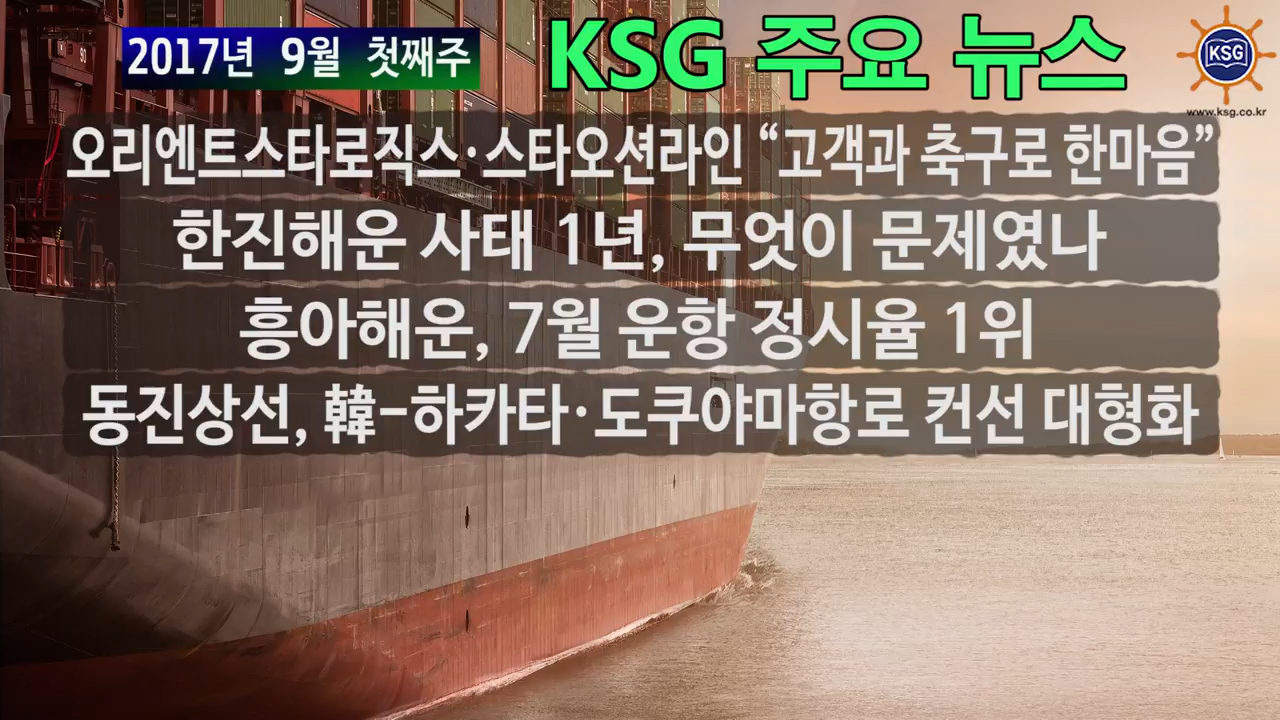 2017년 9월 첫째주
KSG 주요 뉴스
KSG
www.ksg.co.kr
오리엔트스타로직스·스타오션라인 “고객과 축구로 한마음”
한진해운 사태 1년, 무엇이 문제였나
흥아해운, 7월 운항 정시율 1위
동진상선, 韓-하카타·도쿠야마항로 컨선 대형화